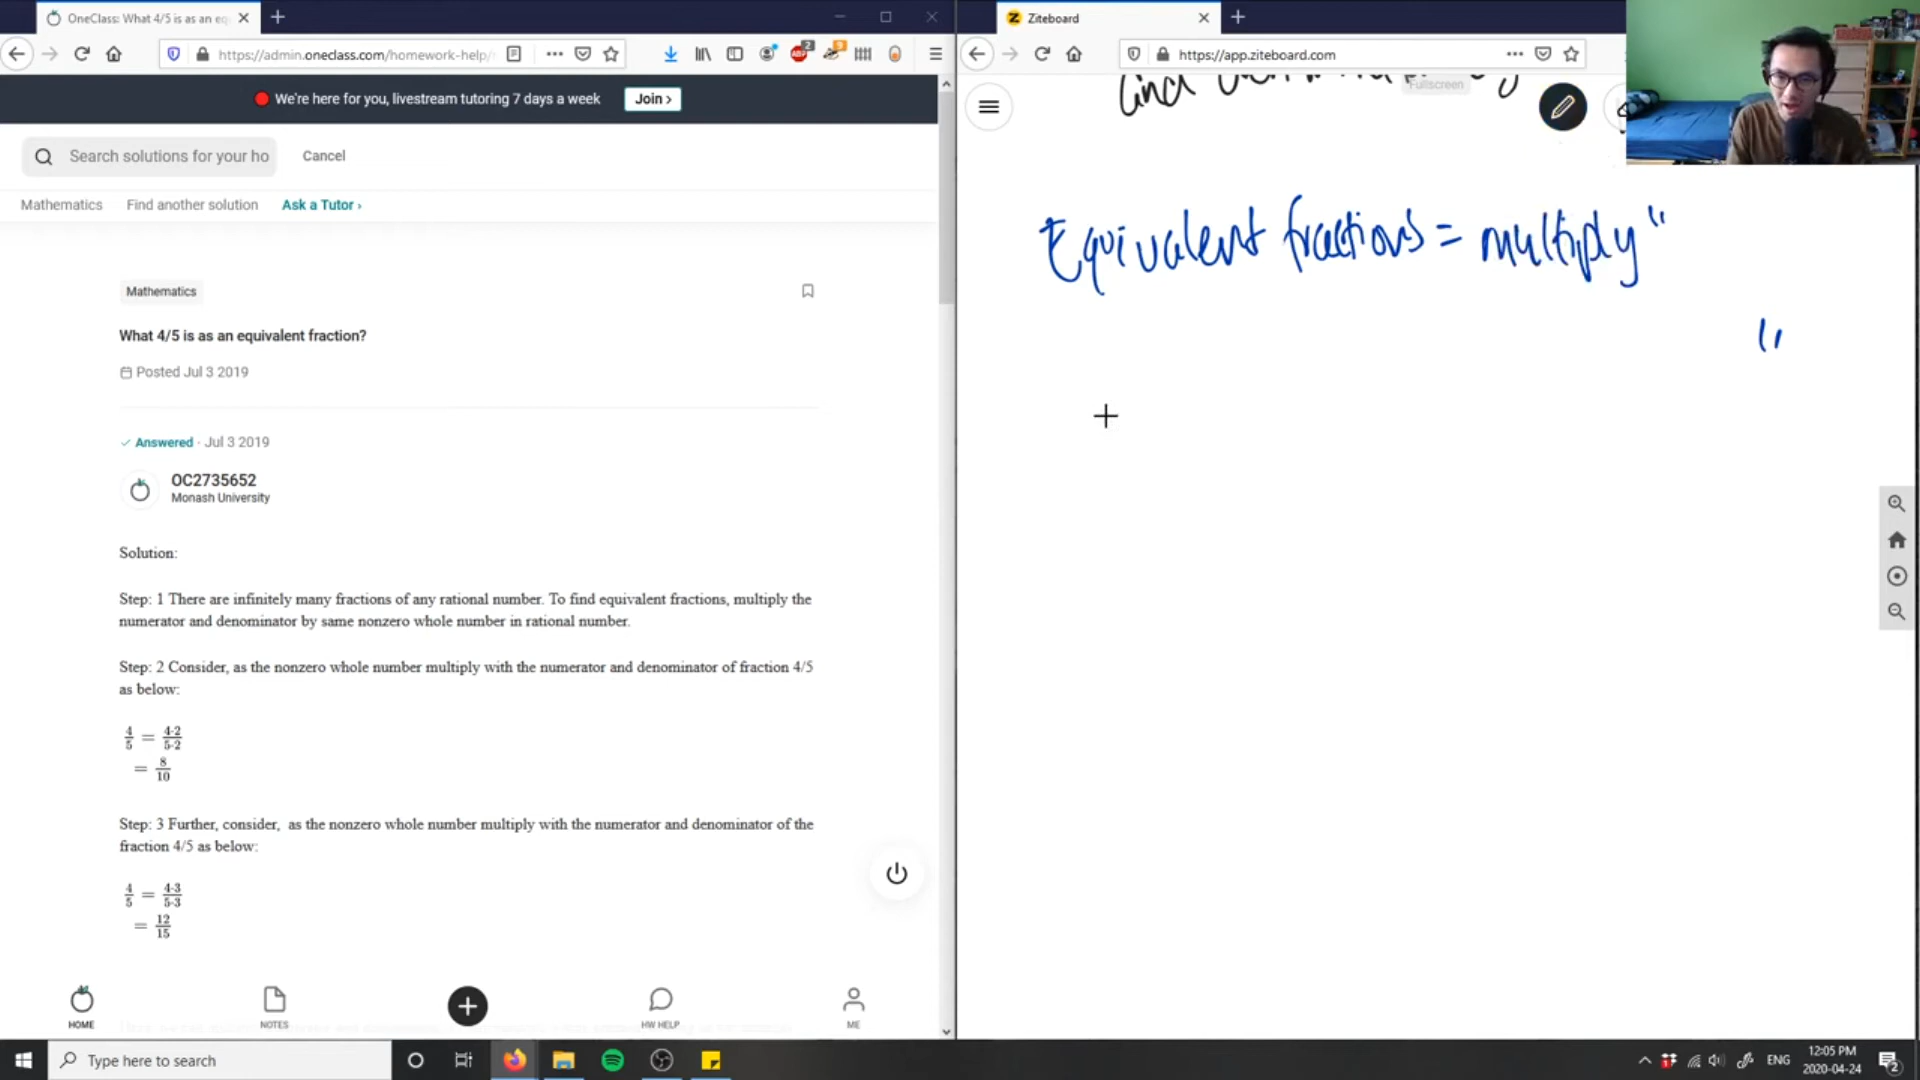 OneClass: What 4/5 is as an eq
https://admin.oneclass.com/homework-help/
2
We're here for you, livestream tutoring 7 days a week
Join ›
Search solutions for your ho
Cancel
Mathematics
Find another solution
Ask a Tutor ›
Mathematics
What 4/5 is as an equivalent fraction?
Posted Jul 3 2019
✓ Answered · Jul 3 2019
OC2735652
Monash University
Solution:
Step: 1 There are infinitely many fractions of any rational number. To find equivalent fractions, multiply the
numerator and denominator by same nonzero whole number in rational number.
Step: 2 Consider, as the nonzero whole number multiply with the numerator and denominator of fraction 4/5
as below:
4/5 = 4·2/5·2
= 8/10
Step: 3 Further, consider, as the nonzero whole number multiply with the numerator and denominator of the
fraction 4/5 as below:
4/5 = 4·3/5·3
= 12/15
HOME
NOTES
HW HELP
ME
Ziteboard
https://app.ziteboard.com
Fullscreen
Equivalent fractions = multiply "
"
Type here to search
ENG
12:05 PM
2020-04-24
2